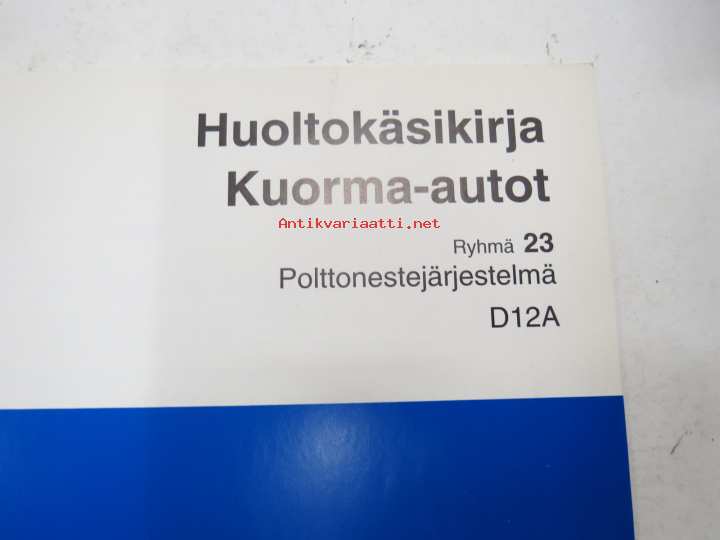 Huoltokäsikirja
Kuorma-autot
Antikvariaatti.net
Ryhmä 23
Polttonestejärjestelmä
D12A